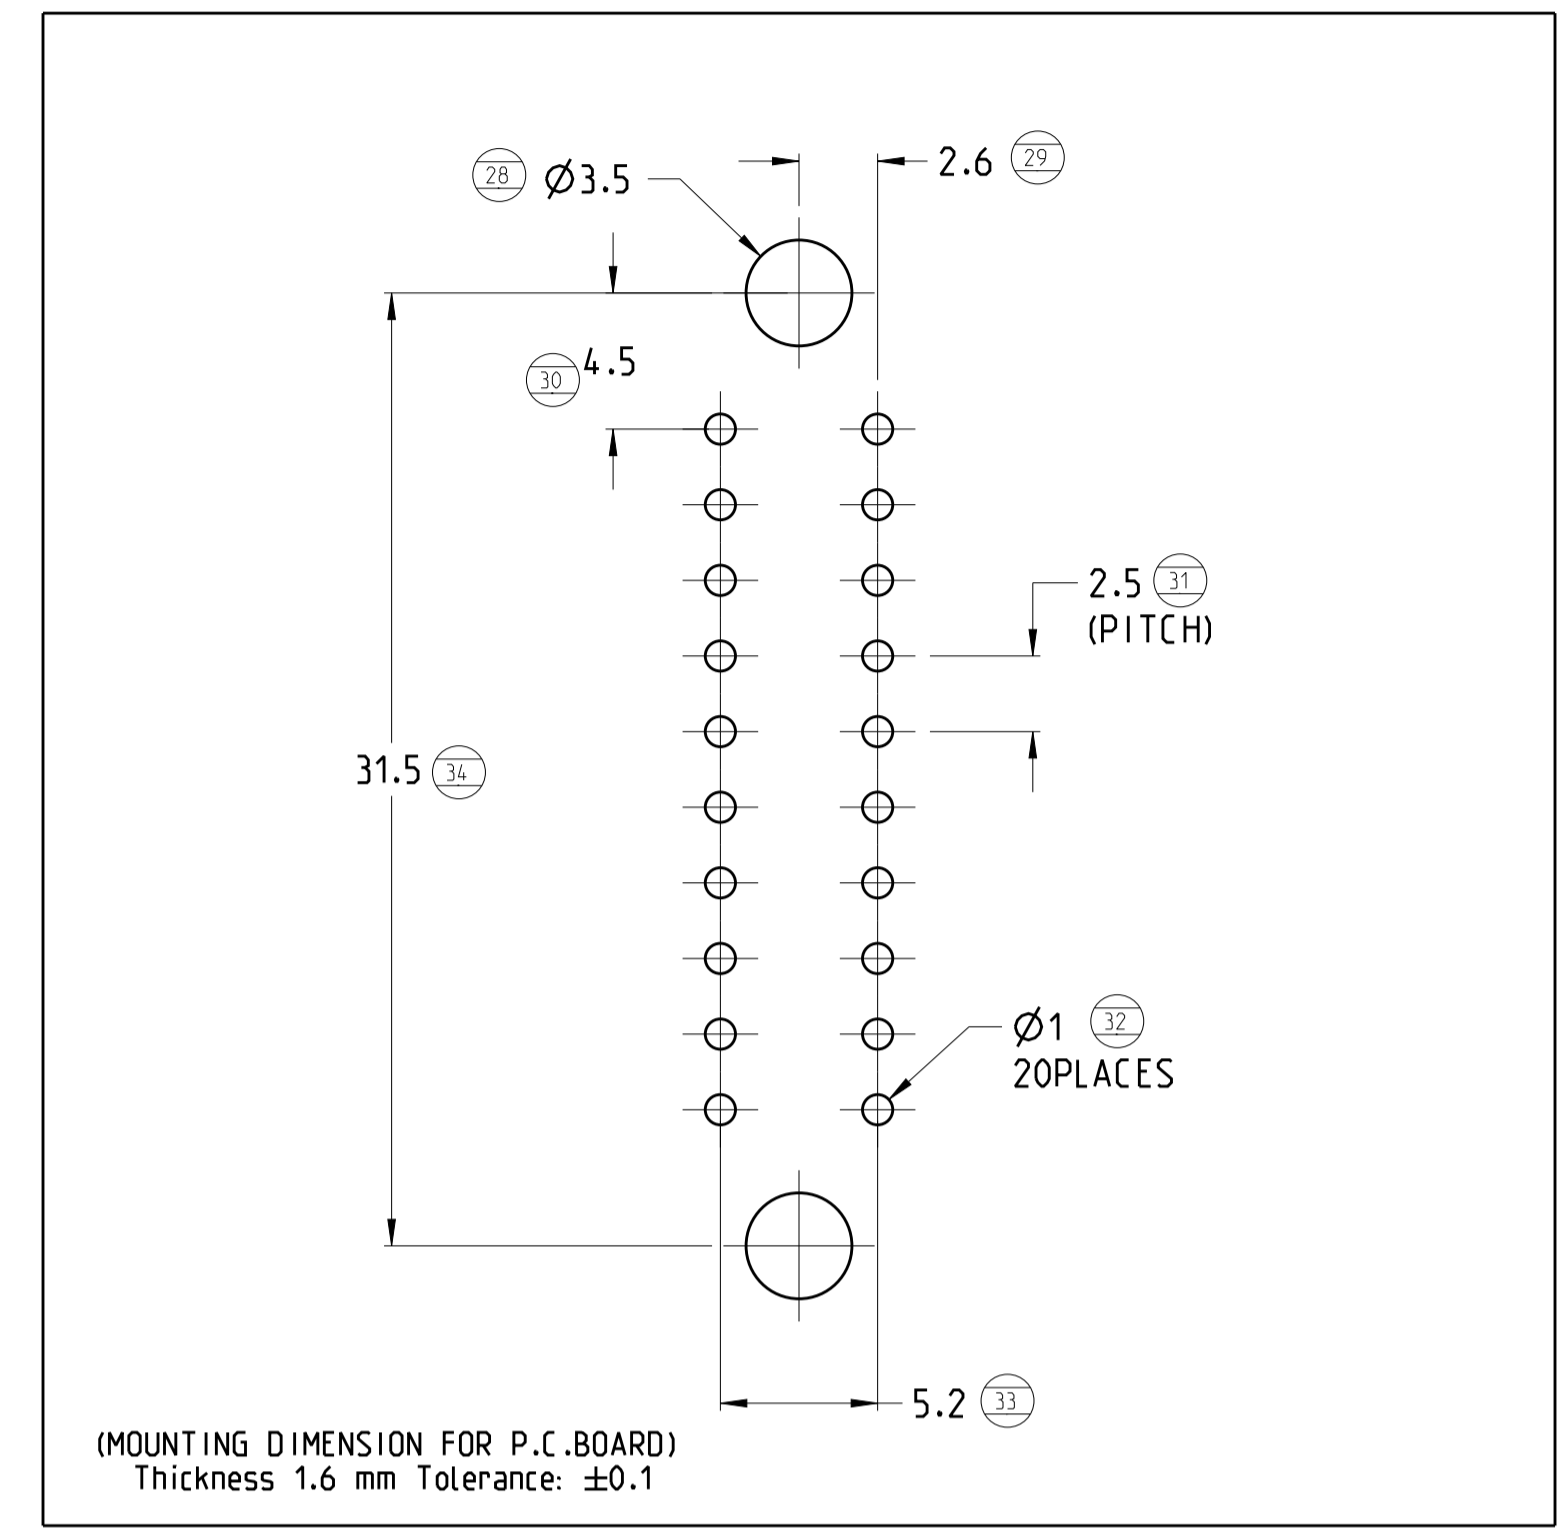 28 Ø3.5
2.6 29
4.5
30
2.5 31
(PITCH)
31.5 34
Ø1 32
20PLACES
5.2 33
(MOUNTING DIMENSION FOR P.C.BOARD)
Thickness 1.6 mm Tolerance: ±0.1